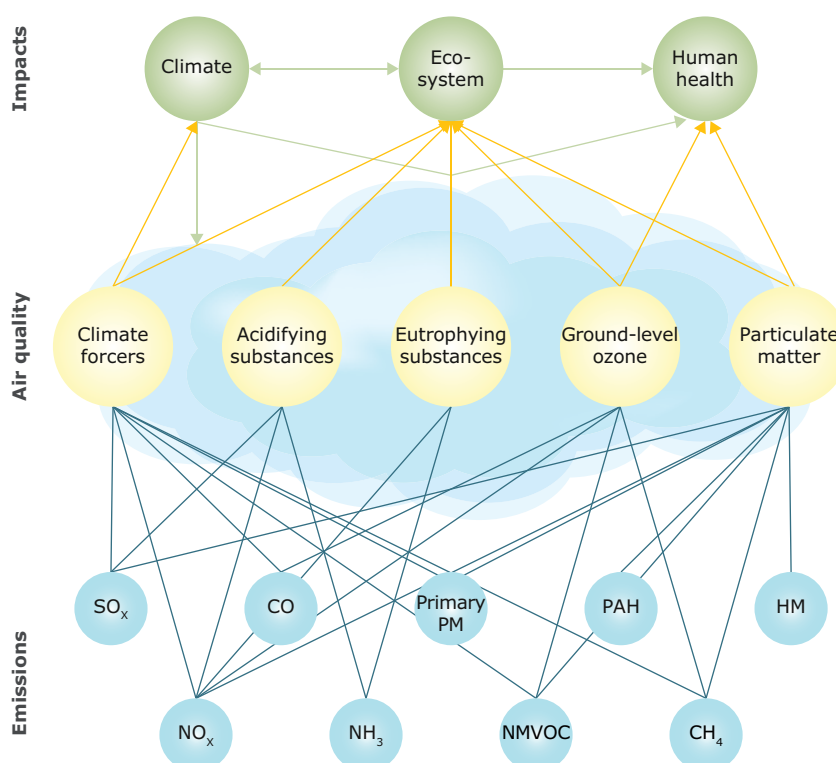 Impacts
Climate
Eco-
system
Human
health
Air quality
Climate
forcers
Acidifying
substances
Eutrophying
substances
Ground-level
ozone
Particulate
matter
Emissions
SOₓ
CO
Primary
PM
PAH
HM
NOₓ
NH₃
NMVOC
CH₄